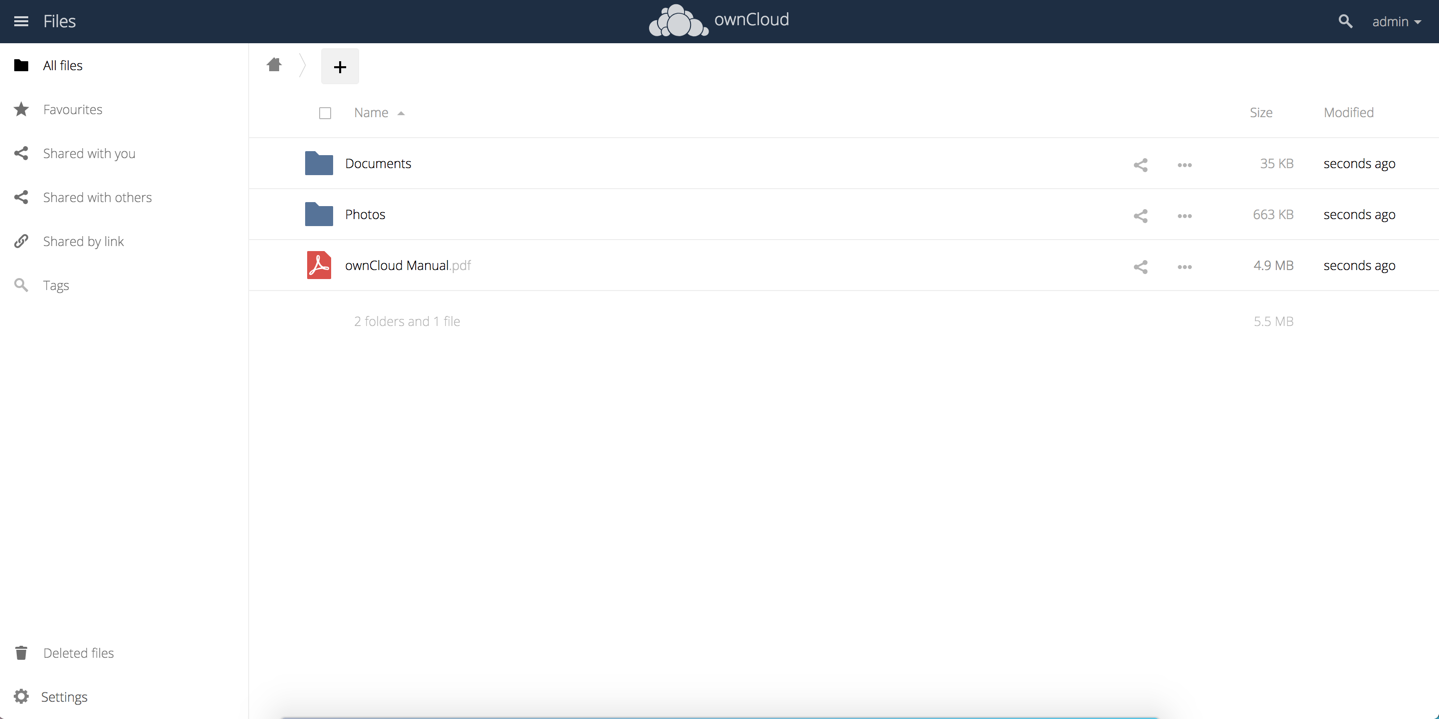 Files
ownCloud
admin
All files
Favourites
Shared with you
Shared with others
Shared by link
Tags
Deleted files
Settings
Name Size Modified
Documents 35 KB seconds ago
Photos 663 KB seconds ago
ownCloud Manual.pdf 4.9 MB seconds ago
2 folders and 1 file 5.5 MB